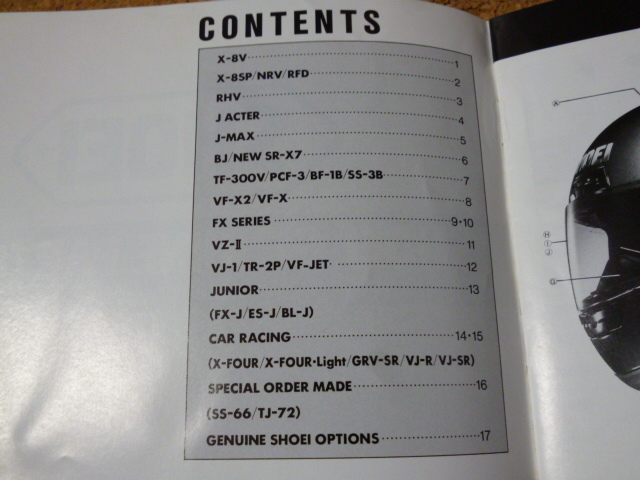 CONTENTS
X-8V 1
X-8SP/NRV/RFD 2
RHV 3
J ACTER 4
J-MAX 5
BJ/NEW SR-X7 6
TF-300V/PCF-3/BF-1B/SS-3B 7
VF-X2/VF-X 8
FX SERIES 9·10
VZ-II 11
VJ-1/TR-2P/VF-JET 12
JUNIOR 13
(FX-J/ES-J/BL-J)
CAR RACING 14·15
(X-FOUR/X-FOUR·Light/GRV-SR/VJ-R/VJ-SR)
SPECIAL ORDER MADE 16
(SS-66/TJ-72)
GENUINE SHOEI OPTIONS 17
A
H
I
J
G